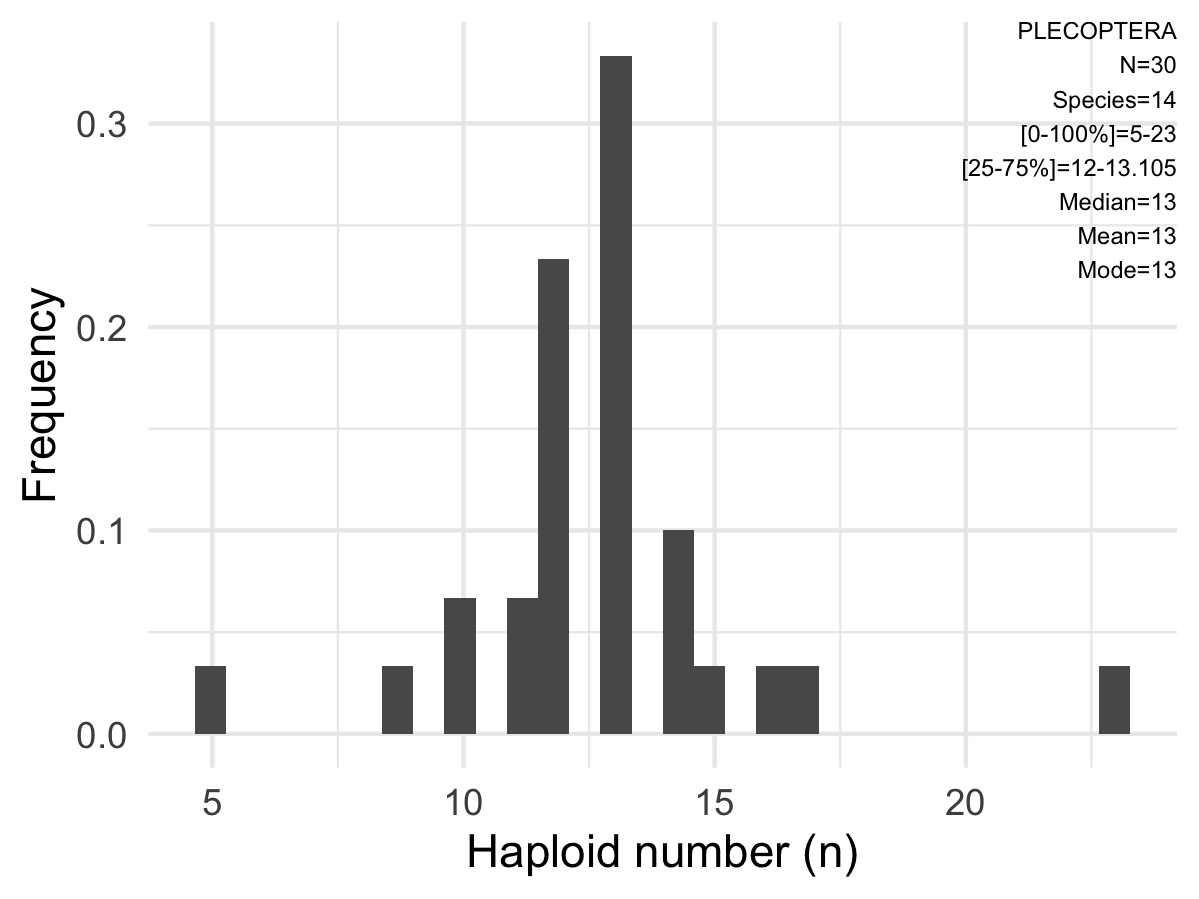 PLECOPTERA
N=30
Species=14
[0-100%]=5-23
[25-75%]=12-13.105
Median=13
Mean=13
Mode=13
Frequency
0.3
0.2
0.1
0.0
5 10 15 20
Haploid number (n)